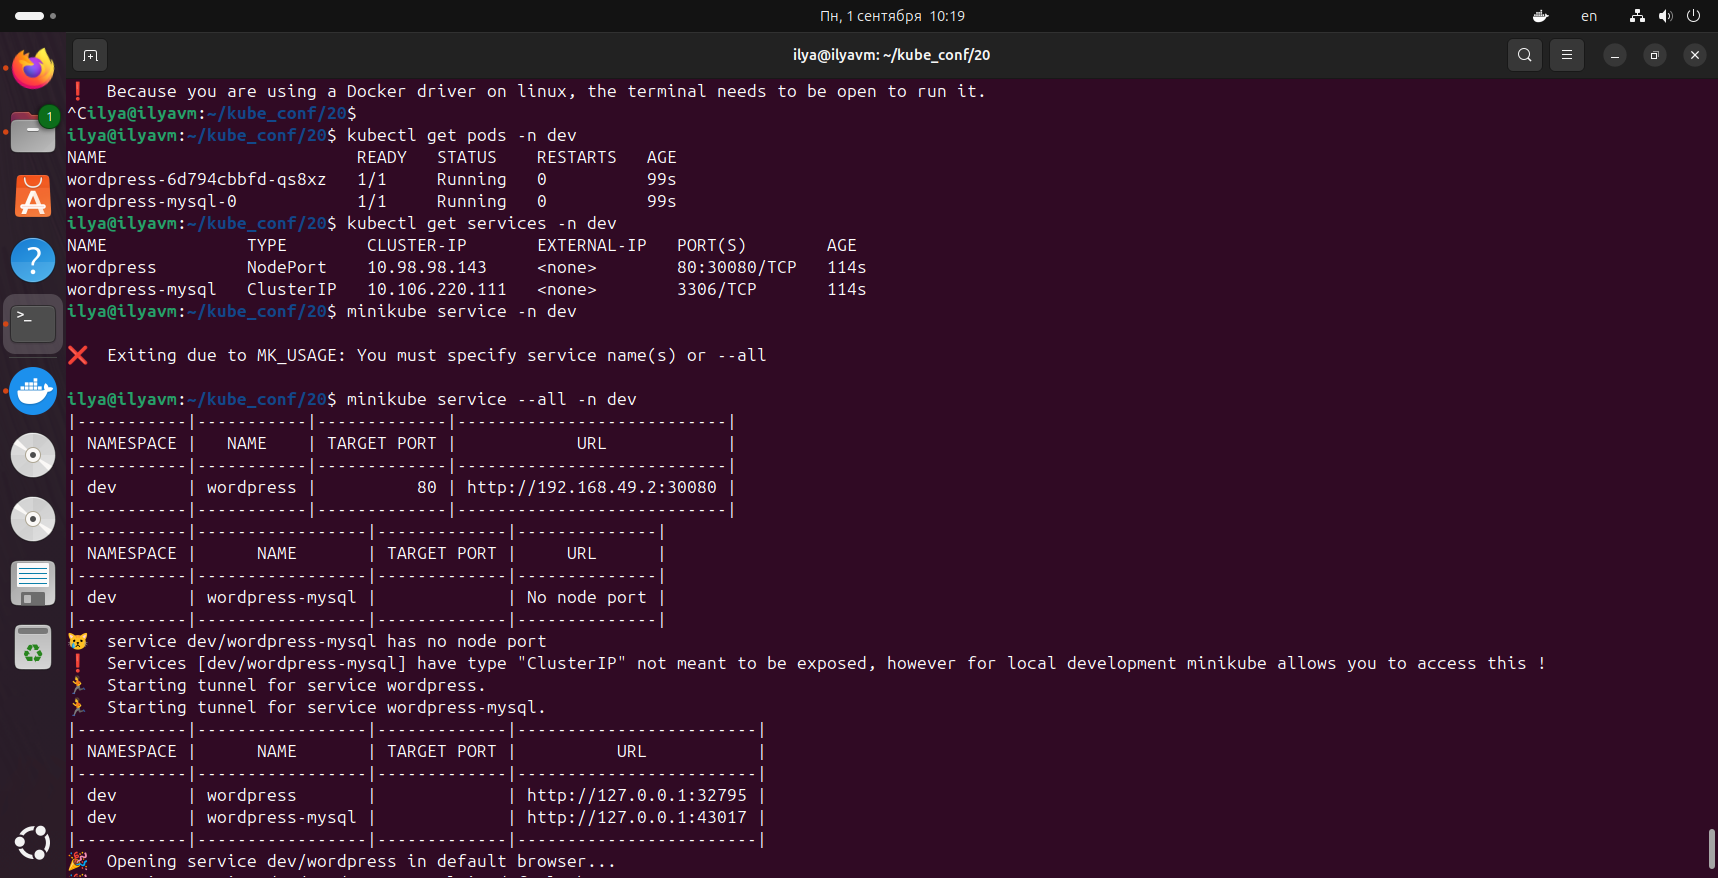 Пн, 1 сентября 10:19
en
ilya@ilyavm: ~/kube_conf/20
1
❗ Because you are using a Docker driver on linux, the terminal needs to be open to run it.
^Cilya@ilyavm:~/kube_conf/20$
ilya@ilyavm:~/kube_conf/20$ kubectl get pods -n dev
NAME                         READY   STATUS    RESTARTS   AGE
wordpress-6d794cbbfd-qs8xz   1/1     Running   0          99s
wordpress-mysql-0            1/1     Running   0          99s
ilya@ilyavm:~/kube_conf/20$ kubectl get services -n dev
NAME              TYPE        CLUSTER-IP       EXTERNAL-IP   PORT(S)        AGE
wordpress         NodePort    10.98.98.143     <none>        80:30080/TCP   114s
wordpress-mysql   ClusterIP   10.106.220.111   <none>        3306/TCP       114s
ilya@ilyavm:~/kube_conf/20$ minikube service -n dev
❌ Exiting due to MK_USAGE: You must specify service name(s) or --all
ilya@ilyavm:~/kube_conf/20$ minikube service --all -n dev
|-----------|-----------|-------------|---------------------------|
| NAMESPACE |   NAME    | TARGET PORT |            URL            |
|-----------|-----------|-------------|---------------------------|
| dev       | wordpress |          80 | http://192.168.49.2:30080 |
|-----------|-----------|-------------|---------------------------|
|-----------|-----------------|-------------|--------------|
| NAMESPACE |      NAME       | TARGET PORT |     URL      |
|-----------|-----------------|-------------|--------------|
| dev       | wordpress-mysql |             | No node port |
|-----------|-----------------|-------------|--------------|
😿 service dev/wordpress-mysql has no node port
❗ Services [dev/wordpress-mysql] have type "ClusterIP" not meant to be exposed, however for local development minikube allows you to access this !
🏃 Starting tunnel for service wordpress.
🏃 Starting tunnel for service wordpress-mysql.
|-----------|-----------------|-------------|------------------------|
| NAMESPACE |      NAME       | TARGET PORT |          URL           |
|-----------|-----------------|-------------|------------------------|
| dev       | wordpress       |             | http://127.0.0.1:32795 |
| dev       | wordpress-mysql |             | http://127.0.0.1:43017 |
|-----------|-----------------|-------------|------------------------|
🎉 Opening service dev/wordpress in default browser...